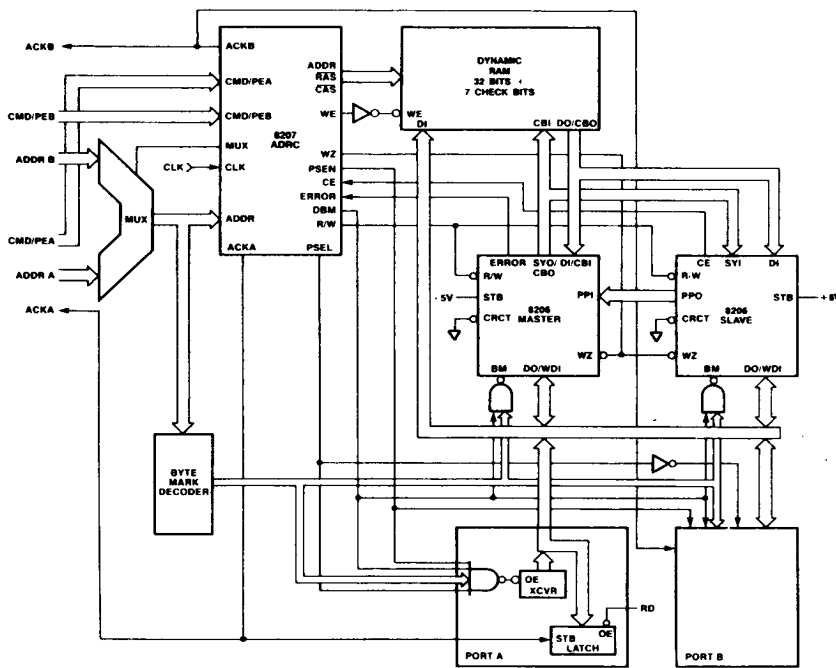 ACKB
CMD/PEB
ADDR B
CMD/PEA
ADDR A
ACKA
MUX
CLK
ACKB
CMD/PEA
CMD/PEB
MUX
CLK
ADDR
ACKA
8207
ADRC
ADDR
RAS
CAS
WE
WZ
PSEN
CE
ERROR
DBM
R/W
PSEL
DYNAMIC
RAM
32 BITS +
7 CHECK BITS
WE
DI
CBI
DO/CBO
ERROR
SYO/
CBO
DI/CBI
R/W
STB
CRCT
PPI
8206
MASTER
WZ
BM
DO/WDI
5V
CE
SYI
DI
R/W
PPO
STB
CRCT
8206
SLAVE
WZ
BM
DO/WDI
BYTE
MARK
DECODER
OE
XCVR
RD
STB
OE
LATCH
PORT A
PORT B